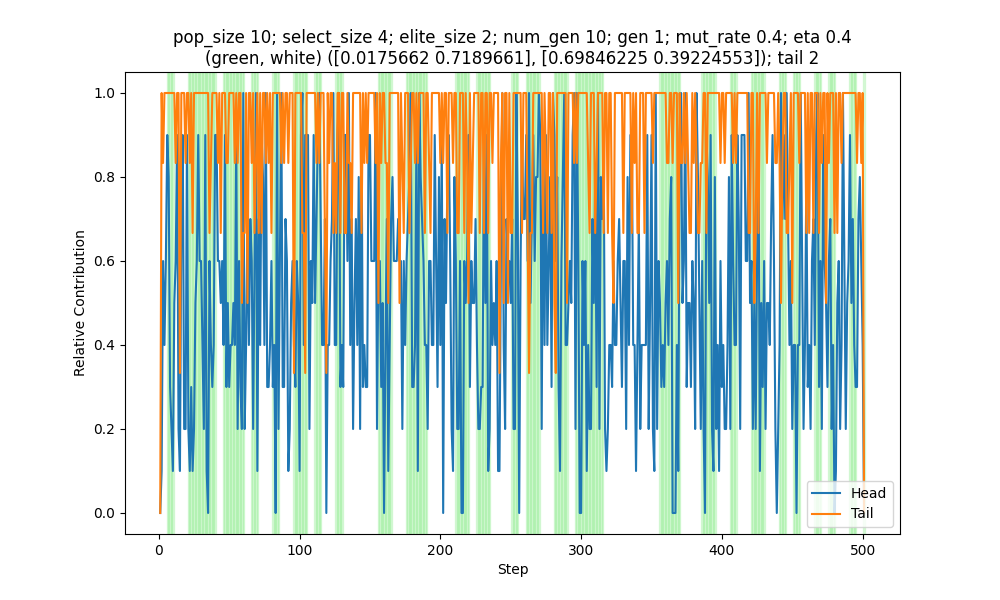 pop_size 10; select_size 4; elite_size 2; num_gen 10; gen 1; mut_rate 0.4; eta 0.4
(green, white) ([0.0175662 0.7189661], [0.69846225 0.39224553]); tail 2
1.0
0.8
0.6
0.4
0.2
0.0
Relative Contribution
0
100
200
300
400
500
Step
Head
Tail